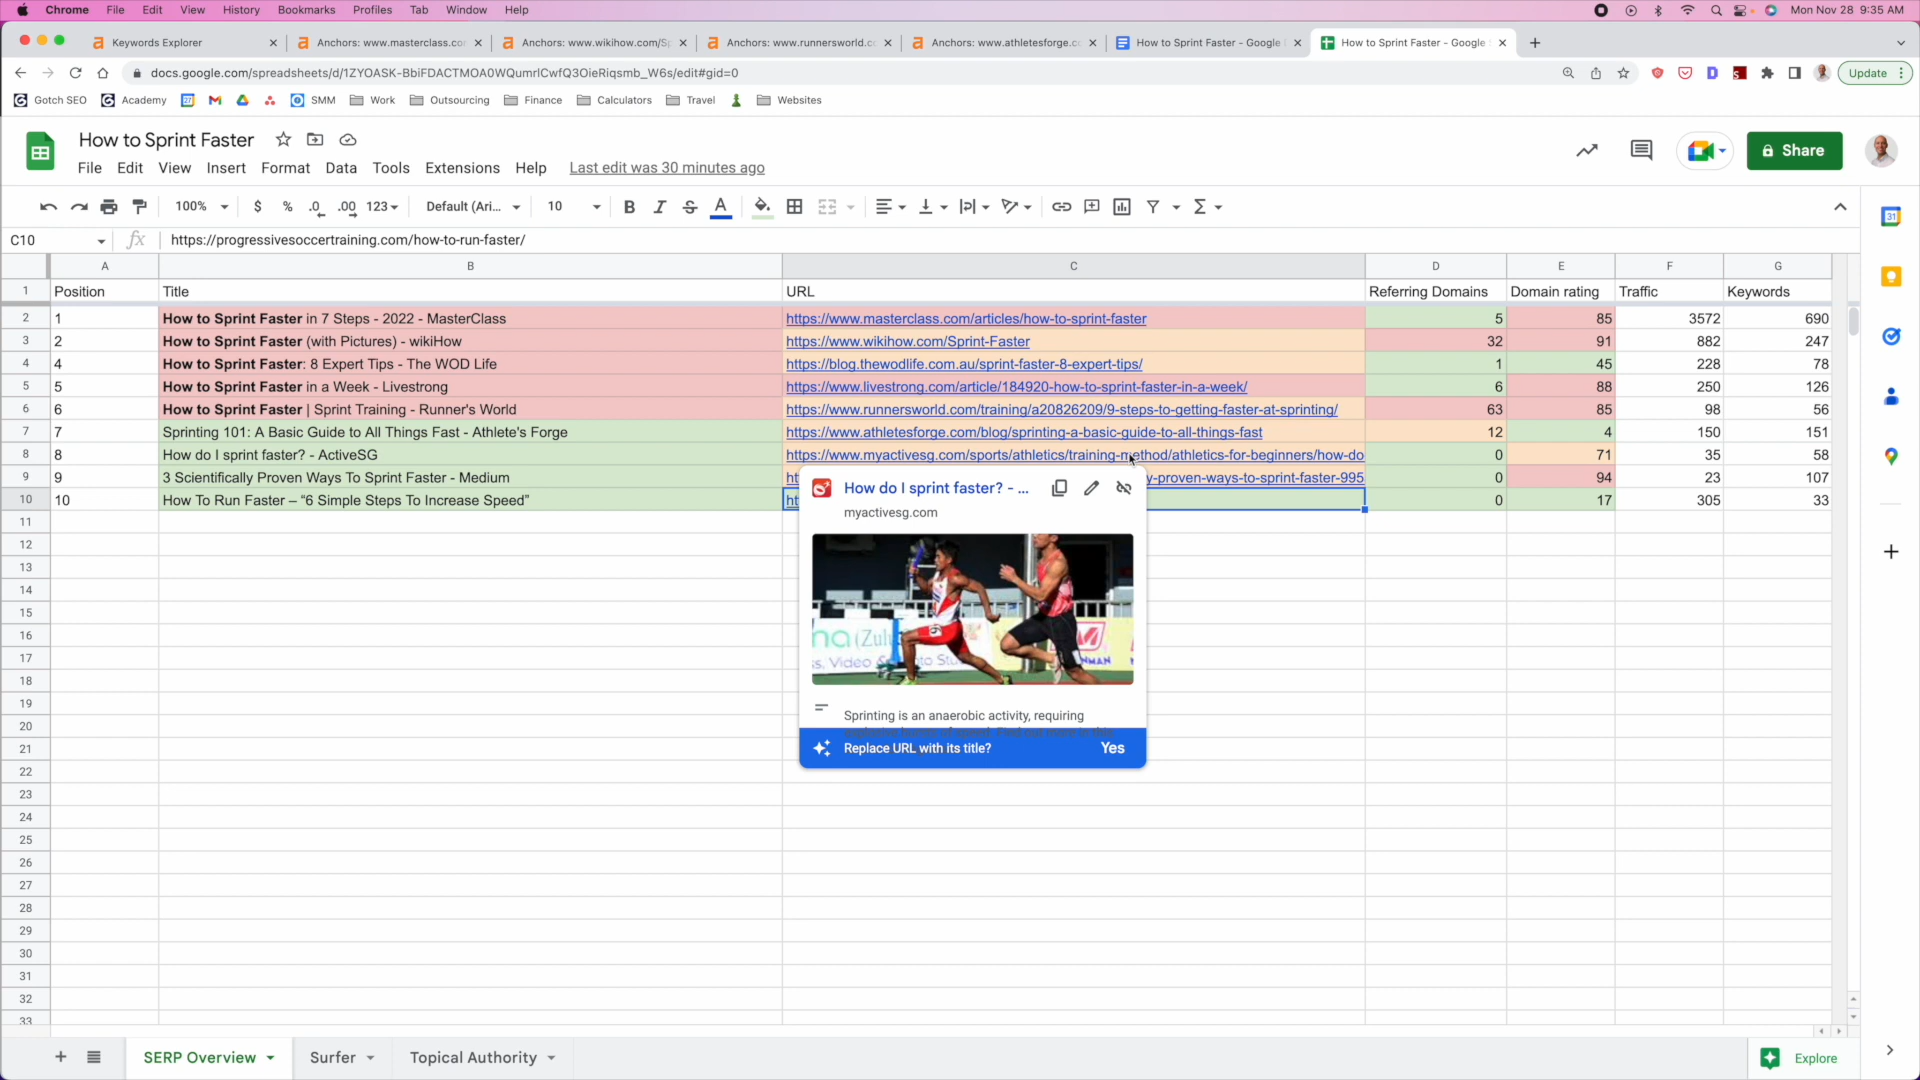 Chrome File Edit View History Bookmarks Profiles Tab Window Help Mon Nov 28 9:35 AM
Keywords Explorer Anchors: www.masterclass.co Anchors: www.wikihow.com/S Anchors: www.runnersworld.c Anchors: www.athletesforge.c How to Sprint Faster - Google How to Sprint Faster - Google
docs.google.com/spreadsheets/d/1ZYOASK-BbiFDACTMOA0WQumrlCwfQ3OieRiqsmb_W6s/edit#gid=0 Update
Gotch SEO Academy SMM Work Outsourcing Finance Calculators Travel Websites
How to Sprint Faster
File Edit View Insert Format Data Tools Extensions Help Last edit was 30 minutes ago Share
100% $ % .0 .00 123 Default (Ari... 10 B I S A
C10 fx https://progressivesoccertraining.com/how-to-run-faster/
A B C D E F G
1 Position Title URL Referring Domains Domain rating Traffic Keywords
2 1 How to Sprint Faster in 7 Steps - 2022 - MasterClass https://www.masterclass.com/articles/how-to-sprint-faster 5 85 3572 690
3 2 How to Sprint Faster (with Pictures) - wikiHow https://www.wikihow.com/Sprint-Faster 32 91 882 247
4 4 How to Sprint Faster: 8 Expert Tips - The WOD Life https://blog.thewodlife.com.au/sprint-faster-8-expert-tips/ 1 45 228 78
5 5 How to Sprint Faster in a Week - Livestrong https://www.livestrong.com/article/184920-how-to-sprint-faster-in-a-week/ 6 88 250 126
6 6 How to Sprint Faster | Sprint Training - Runner's World https://www.runnersworld.com/training/a20826209/9-steps-to-getting-faster-at-sprinting/ 63 85 98 56
7 7 Sprinting 101: A Basic Guide to All Things Fast - Athlete's Forge https://www.athletesforge.com/blog/sprinting-a-basic-guide-to-all-things-fast 12 4 150 151
8 8 How do I sprint faster? - ActiveSG https://www.myactivesg.com/sports/athletics/training-method/athletics-for-beginners/how-do 0 71 35 58
9 9 3 Scientifically Proven Ways To Sprint Faster - Medium ht y-proven-ways-to-sprint-faster-995 0 94 23 107
10 10 How To Run Faster – “6 Simple Steps To Increase Speed” ht 0 17 305 33
How do I sprint faster? - ...
myactivesg.com
Sprinting is an anaerobic activity, requiring
Replace URL with its title? Yes
11
12
13
14
15
16
17
18
19
20
21
22
23
24
25
26
27
28
29
30
31
32
33
SERP Overview Surfer Topical Authority Explore